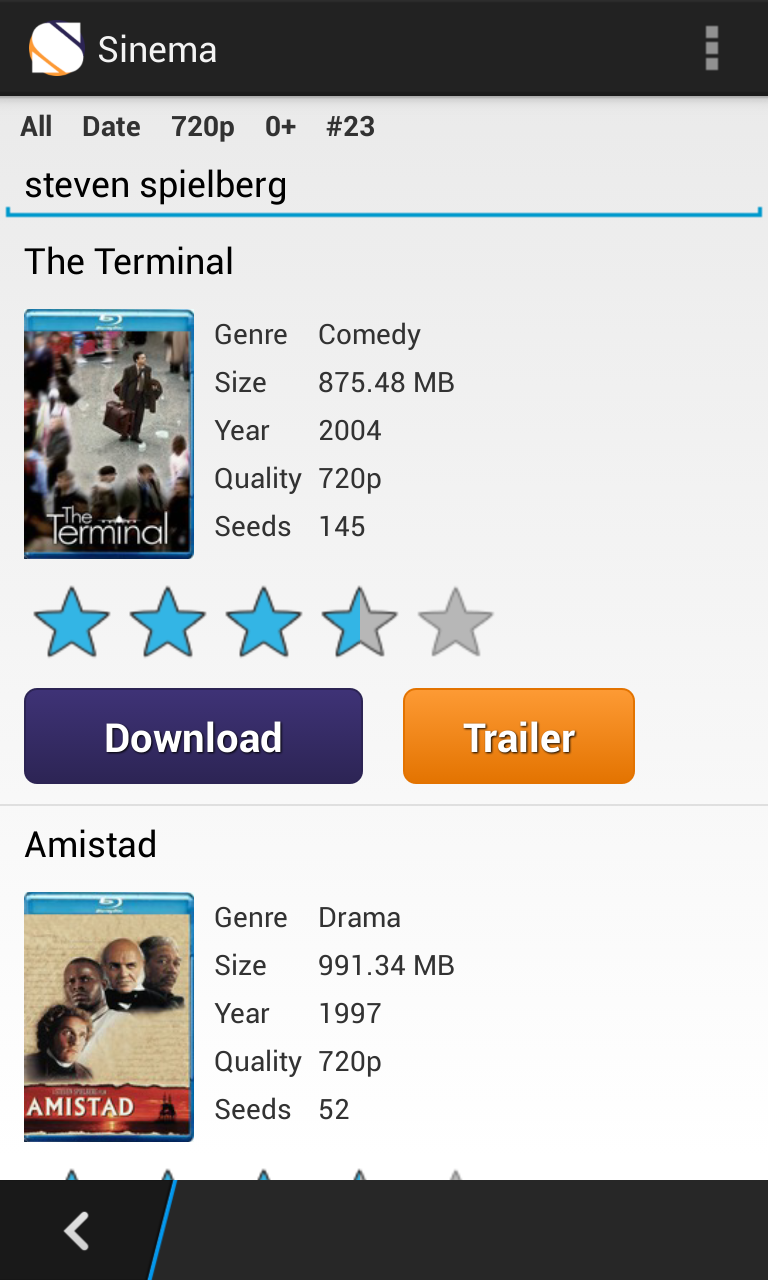 Sinema
All Date 720p 0+ #23
steven spielberg
The Terminal
The
Terminal
Genre Comedy
Size 875.48 MB
Year 2004
Quality 720p
Seeds 145
Download Trailer
Amistad
AMISTAD
Genre Drama
Size 991.34 MB
Year 1997
Quality 720p
Seeds 52